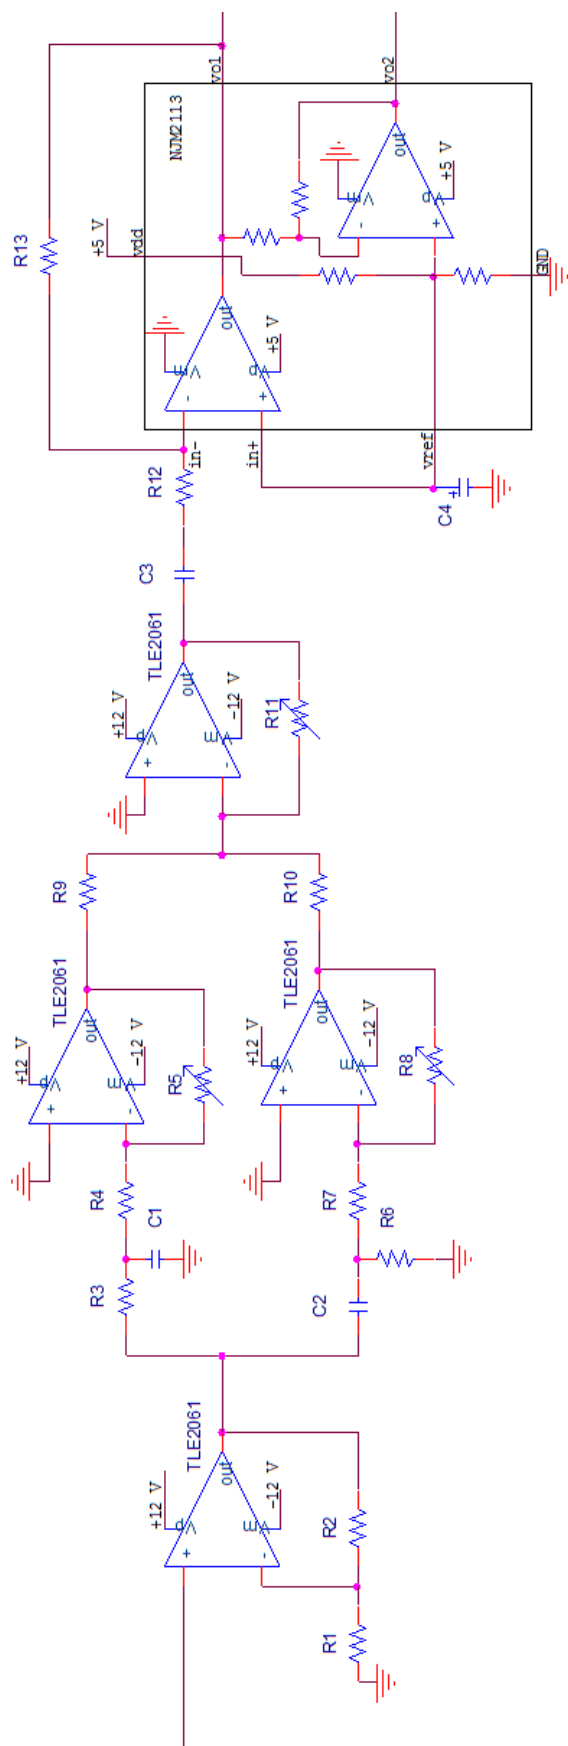 vo1
vo2
NJM2113
R13
+5 V
vdd
out
-
+
V-
V+
+5 V
GND
out
-
+
V-
V+
+5 V
in-
in+
vref
R12
C4
+
C3
TLE2061
out
+12 V
-12 V
+
-
R11
R9
R10
TLE2061
out
+12 V
-12 V
+
-
R5
TLE2061
out
+12 V
-12 V
+
-
R8
R4
C1
R3
R7
R6
C2
TLE2061
out
+12 V
-12 V
+
-
R2
R1